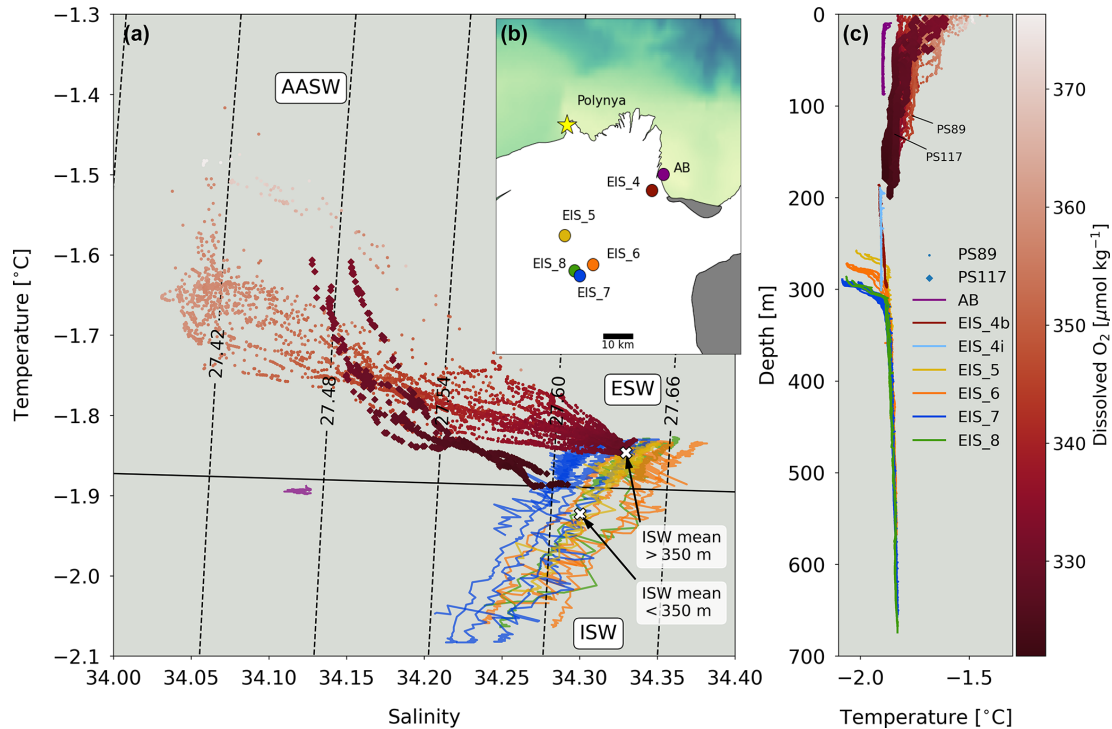 (a)
−1.3
−1.4
−1.5
−1.6
−1.7
−1.8
−1.9
−2.0
−2.1
Temperature [°C]
34.00
34.05
34.10
34.15
34.20
34.25
34.30
34.35
34.40
Salinity
AASW
ESW
ISW
27.42
27.48
27.54
27.60
27.66
ISW mean
> 350 m
ISW mean
< 350 m
(b)
Polynya
AB
EIS_4
EIS_5
EIS_6
EIS_8
EIS_7
10 km
(c)
0
100
200
300
400
500
600
700
Depth [m]
PS89
PS117
PS89
PS117
AB
EIS_4b
EIS_4i
EIS_5
EIS_6
EIS_7
EIS_8
−2.0
−1.5
Temperature [°C]
370
360
350
340
330
Dissolved O₂ [μmol kg⁻¹]